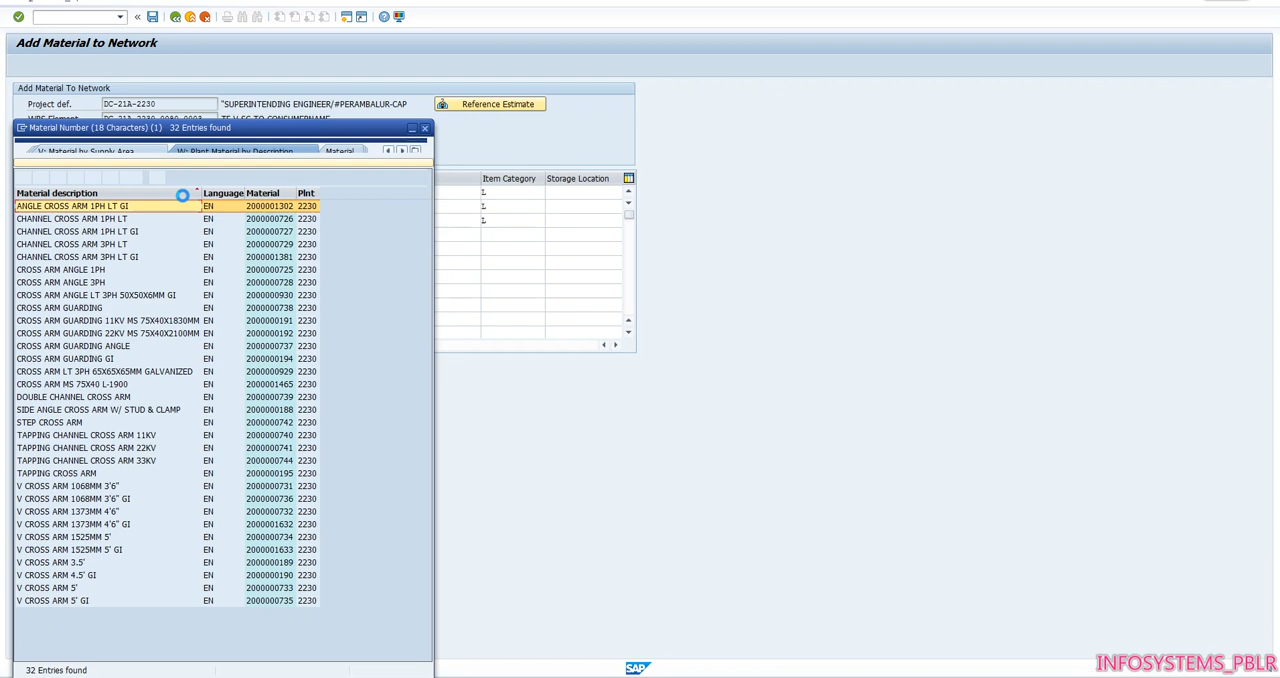 Add Material to Network
Add Material To Network
Project def. DC-21A-2230 "SUPERINTENDING ENGINEER/#PERAMBALUR-CAP Reference Estimate
Material Number (18 Characters) (1) 32 Entries found
V: Material by Supply Area W: Plant Material by Description Material
Item Category Storage Location
Material description Language Material Plnt
L
ANGLE CROSS ARM 1PH LT GI EN 2000001302 2230 L
CHANNEL CROSS ARM 1PH LT EN 2000000726 2230 L
CHANNEL CROSS ARM 1PH LT GI EN 2000000727 2230
CHANNEL CROSS ARM 3PH LT EN 2000000729 2230
CHANNEL CROSS ARM 3PH LT GI EN 2000001381 2230
CROSS ARM ANGLE 1PH EN 2000000725 2230
CROSS ARM ANGLE 3PH EN 2000000728 2230
CROSS ARM ANGLE LT 3PH 50X50X6MM GI EN 2000000930 2230
CROSS ARM GUARDING EN 2000000738 2230
CROSS ARM GUARDING 11KV MS 75X40X1830MM EN 2000000191 2230
CROSS ARM GUARDING 22KV MS 75X40X2100MM EN 2000000192 2230
CROSS ARM GUARDING ANGLE EN 2000000737 2230
CROSS ARM GUARDING GI EN 2000000194 2230
CROSS ARM LT 3PH 65X65X65MM GALVANIZED EN 2000000929 2230
CROSS ARM MS 75X40 L-1900 EN 2000001465 2230
DOUBLE CHANNEL CROSS ARM EN 2000000739 2230
SIDE ANGLE CROSS ARM W/ STUD & CLAMP EN 2000000188 2230
STEP CROSS ARM EN 2000000742 2230
TAPPING CHANNEL CROSS ARM 11KV EN 2000000740 2230
TAPPING CHANNEL CROSS ARM 22KV EN 2000000741 2230
TAPPING CHANNEL CROSS ARM 33KV EN 2000000744 2230
TAPPING CROSS ARM EN 2000000195 2230
V CROSS ARM 1068MM 3'6" EN 2000000731 2230
V CROSS ARM 1068MM 3'6" GI EN 2000000736 2230
V CROSS ARM 1373MM 4'6" EN 2000000732 2230
V CROSS ARM 1373MM 4'6" GI EN 2000001632 2230
V CROSS ARM 1525MM 5' EN 2000000734 2230
V CROSS ARM 1525MM 5' GI EN 2000001633 2230
V CROSS ARM 3.5' EN 2000000189 2230
V CROSS ARM 4.5' GI EN 2000000190 2230
V CROSS ARM 5' EN 2000000733 2230
V CROSS ARM 5' GI EN 2000000735 2230
32 Entries found
SAP
INFOSYSTEMS_PBLR